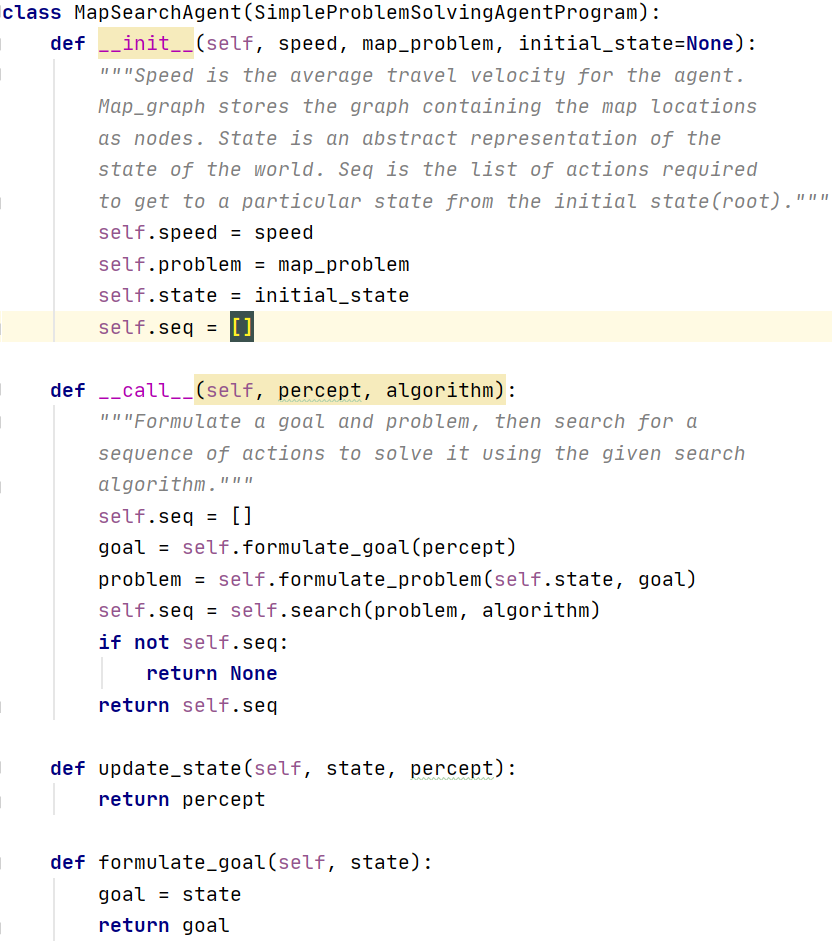 class MapSearchAgent(SimpleProblemSolvingAgentProgram):
    def __init__(self, speed, map_problem, initial_state=None):
        """Speed is the average travel velocity for the agent.
        Map_graph stores the graph containing the map locations
        as nodes. State is an abstract representation of the
        state of the world. Seq is the list of actions required
        to get to a particular state from the initial state(root)."""
        self.speed = speed
        self.problem = map_problem
        self.state = initial_state
        self.seq = []

    def __call__(self, percept, algorithm):
        """Formulate a goal and problem, then search for a
        sequence of actions to solve it using the given search
        algorithm."""
        self.seq = []
        goal = self.formulate_goal(percept)
        problem = self.formulate_problem(self.state, goal)
        self.seq = self.search(problem, algorithm)
        if not self.seq:
            return None
        return self.seq

    def update_state(self, state, percept):
        return percept

    def formulate_goal(self, state):
        goal = state
        return goal